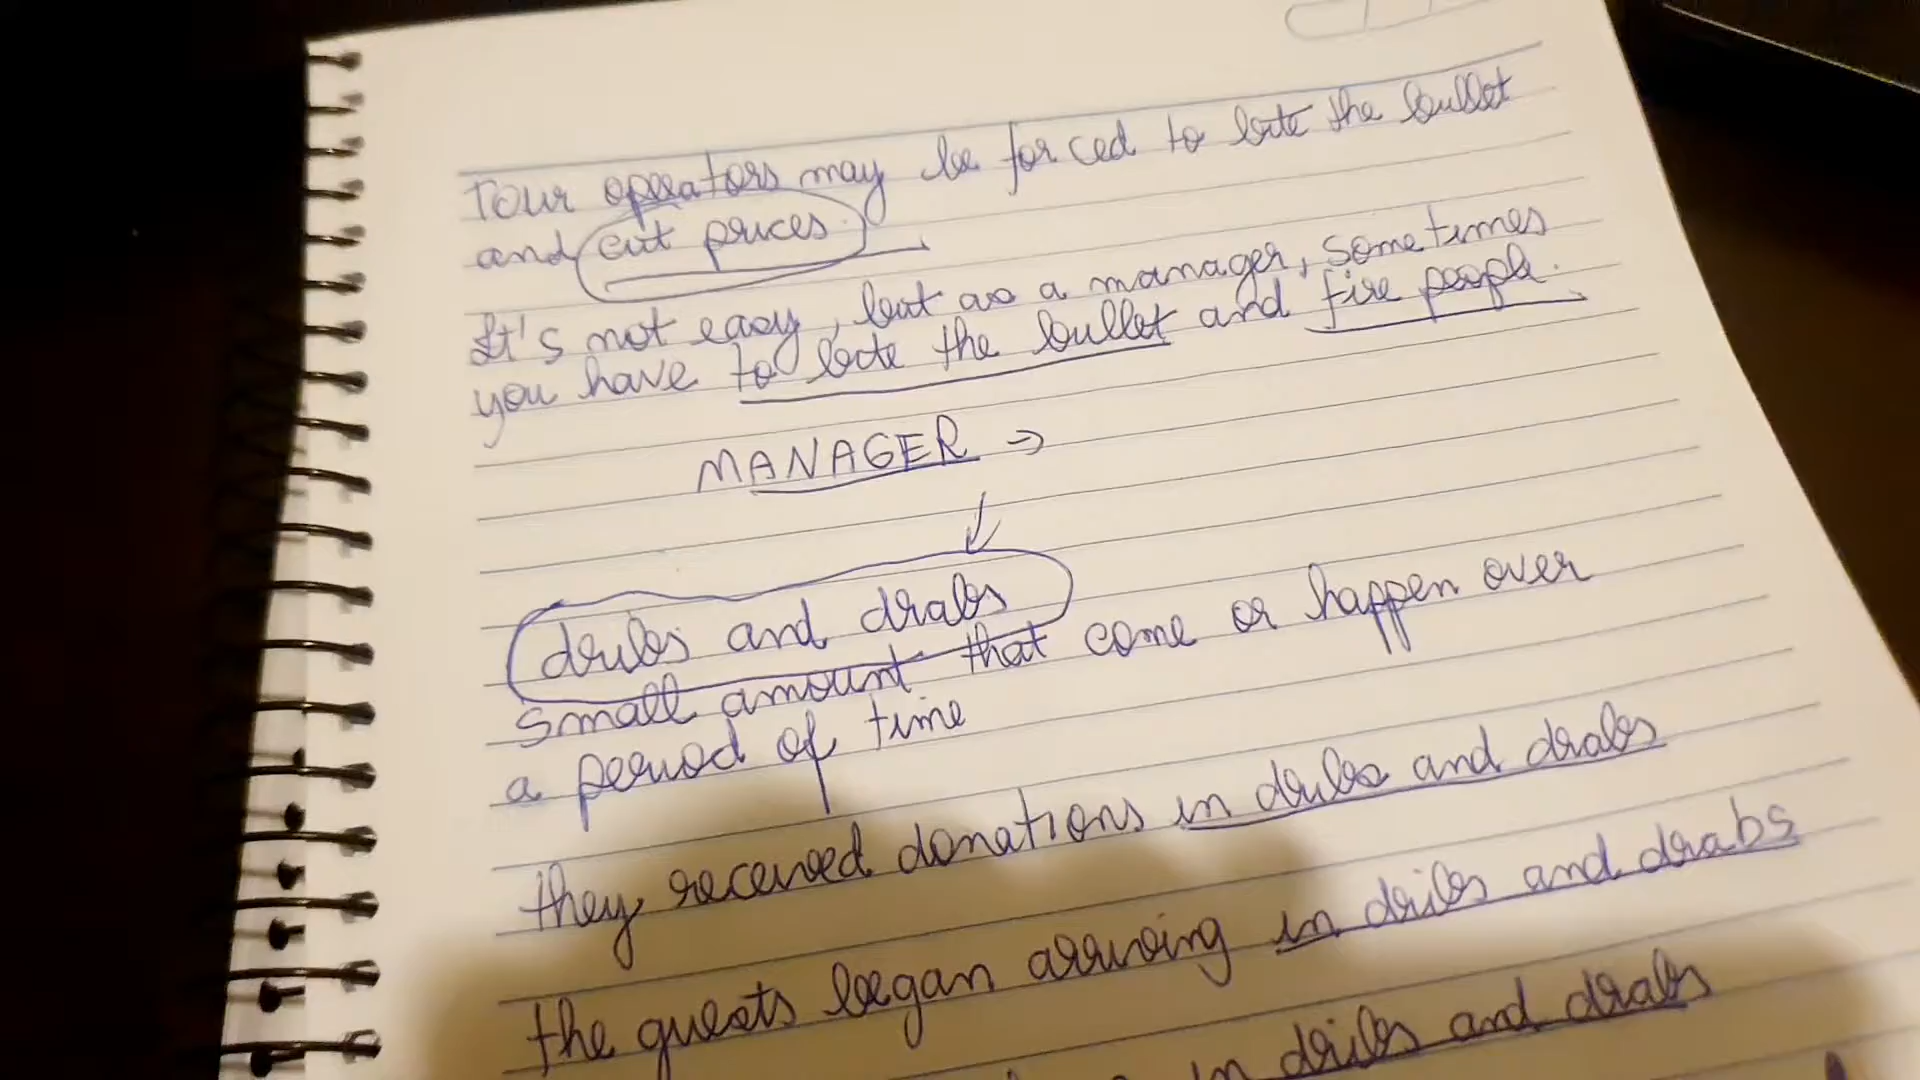 Tour operators may be forced to bite the bullet
and cut prices.
It's not easy, but as a manager, sometimes
you have to bite the bullet and fire people.
MANAGER ⇒
dribs and drabs
small amount that come or happen over
a period of time
they received donations in dribs and drabs
the guests began arriving in dribs and drabs
in dribs and drabs